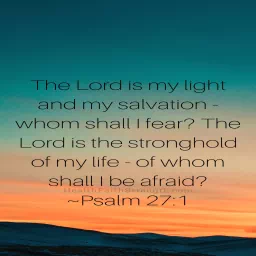 The Lord is my light
and my salvation -
whom shall I fear? The
Lord is the stronghold
of my life - of whom
shall I be afraid?
~Psalm 27:1